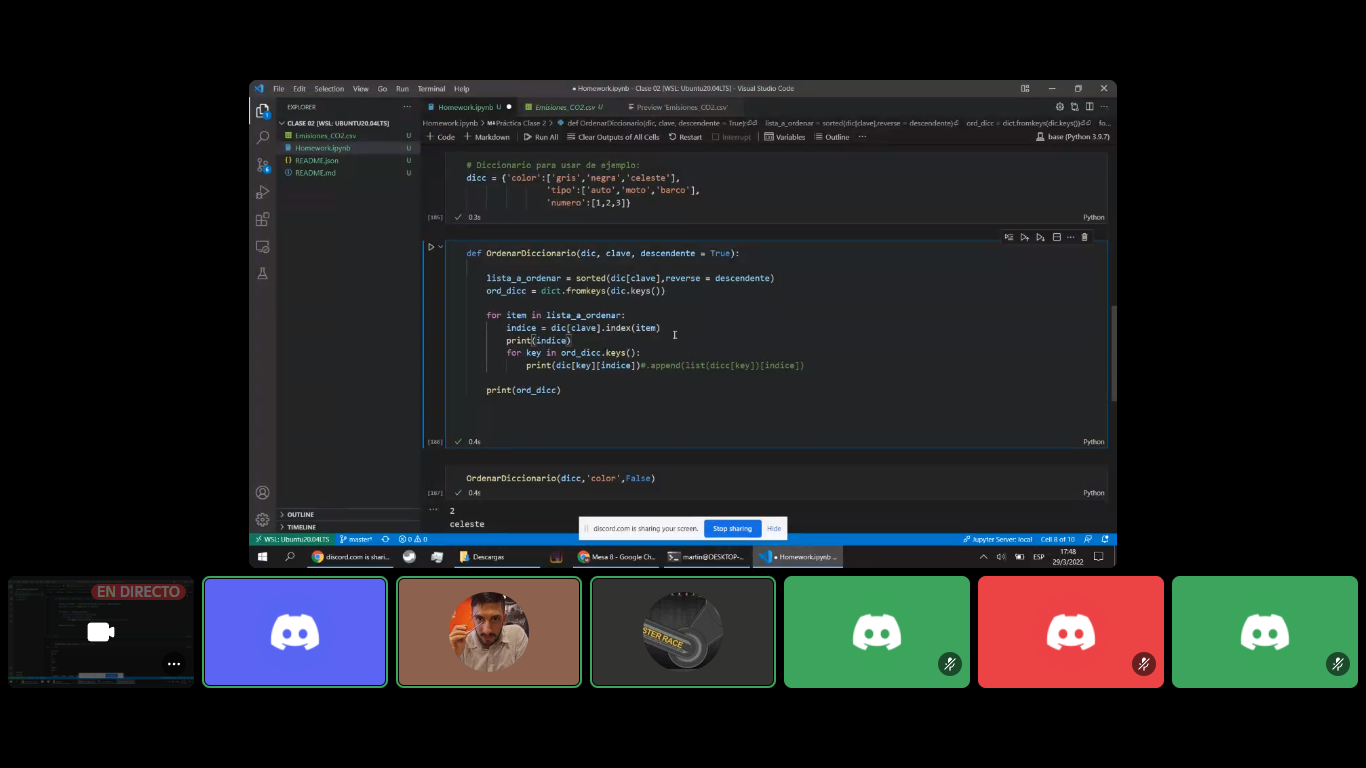 File Edit Selection View Go Run Terminal Help
● Homework.ipynb - Clase 02 [WSL: Ubuntu20.04LTS] - Visual Studio Code
EXPLORER
Homework.ipynb U ●
Emisiones_CO2.csv U
Preview 'Emisiones_CO2.csv'
CLASE 02 [WSL: UBUNTU20.04LTS]
Emisiones_CO2.csv U
Homework.ipynb U
README.json U
README.md U
Homework.ipynb > M↓Práctica Clase 2 > def OrdenarDiccionario(dic, clave, descendente = True):↵↵ lista_a_ordenar = sorted(dic[clave],reverse = descendente)↵ ord_dicc = dict.fromkeys(dic.keys())↵↵ fo...
+ Code + Markdown Run All Clear Outputs of All Cells Restart Interrupt Variables Outline ...
base (Python 3.9.7)
# Diccionario para usar de ejemplo:
dicc = {'color':['gris','negra','celeste'],
'tipo':['auto','moto','barco'],
'numero':[1,2,3]}
[185] ✓ 0.3s Python
def OrdenarDiccionario(dic, clave, descendente = True):
lista_a_ordenar = sorted(dic[clave],reverse = descendente)
ord_dicc = dict.fromkeys(dic.keys())
for item in lista_a_ordenar:
indice = dic[clave].index(item)
print(indice)
for key in ord_dicc.keys():
print(dic[key][indice])#.append(list(dicc[key])[indice])
print(ord_dicc)
✓ 0.4s Python
OrdenarDiccionario(dicc,'color',False)
[187] ✓ 0.4s Python
2
celeste
OUTLINE
TIMELINE
discord.com is sharing your screen. Stop sharing Hide
WSL: Ubuntu20.04LTS master* 0 0
Jupyter Server: local Cell 8 of 10
discord.com is shari...
Descargas
Mesa 8 - Google Ch...
martin@DESKTOP-...
● Homework.ipynb ...
ESP
17:48
29/3/2022
EN DIRECTO
STER RACE